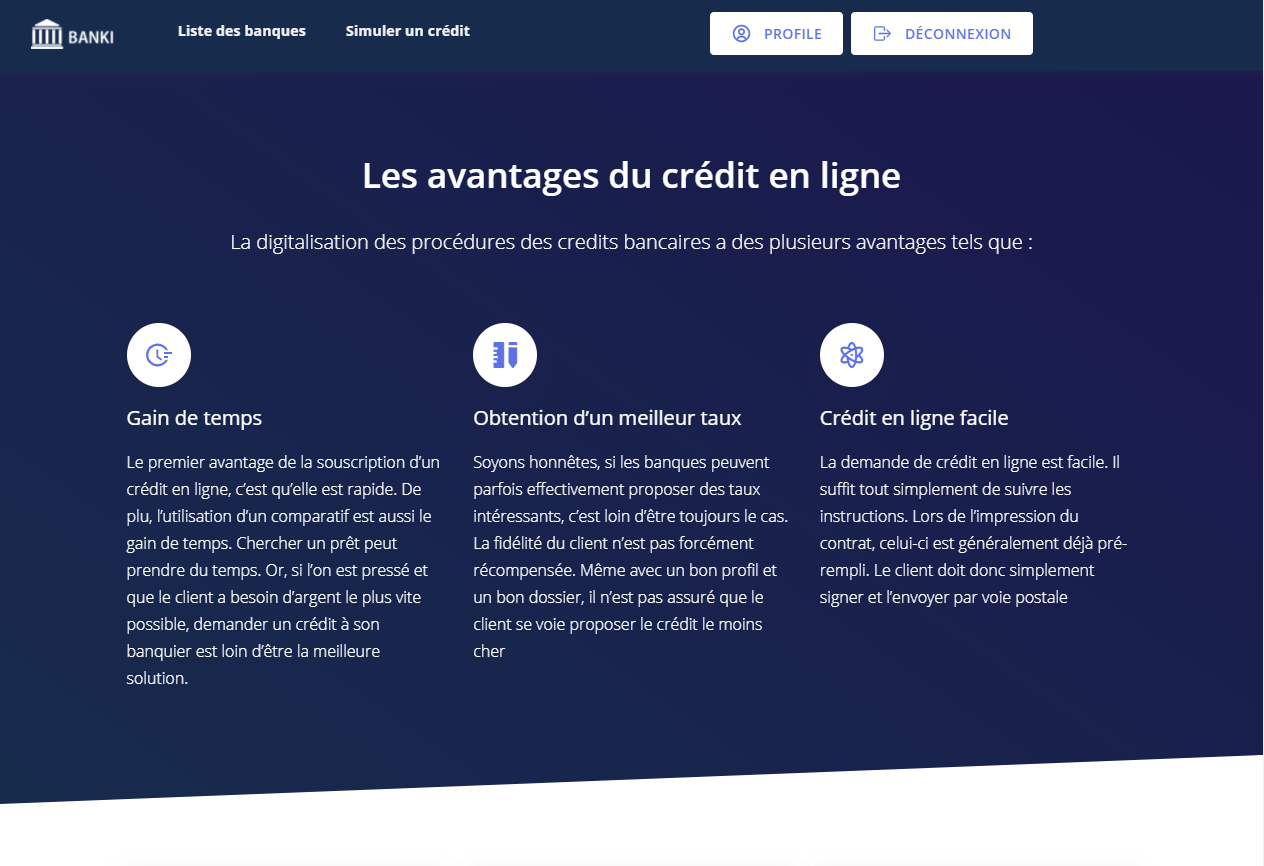 BANKI
Liste des banques
Simuler un crédit
PROFILE
DÉCONNEXION
Les avantages du crédit en ligne
La digitalisation des procédures des credits bancaires a des plusieurs avantages tels que :
Gain de temps
Le premier avantage de la souscription d’un
crédit en ligne, c’est qu’elle est rapide. De
plu, l’utilisation d’un comparatif est aussi le
gain de temps. Chercher un prêt peut
prendre du temps. Or, si l’on est pressé et
que le client a besoin d’argent le plus vite
possible, demander un crédit à son
banquier est loin d’être la meilleure
solution.
Obtention d’un meilleur taux
Soyons honnêtes, si les banques peuvent
parfois effectivement proposer des taux
intéressants, c’est loin d’être toujours le cas.
La fidélité du client n’est pas forcément
récompensée. Même avec un bon profil et
un bon dossier, il n’est pas assuré que le
client se voie proposer le crédit le moins
cher
Crédit en ligne facile
La demande de crédit en ligne est facile. Il
suffit tout simplement de suivre les
instructions. Lors de l’impression du
contrat, celui-ci est généralement déjà pré-
rempli. Le client doit donc simplement
signer et l’envoyer par voie postale